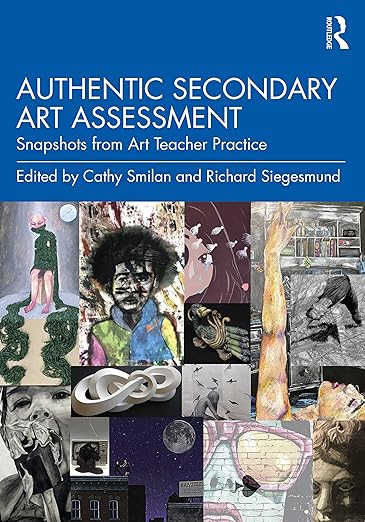 ROUTLEDGE
AUTHENTIC SECONDARY
ART ASSESSMENT
Snapshots from Art Teacher Practice
Edited by Cathy Smilan and Richard Siegesmund